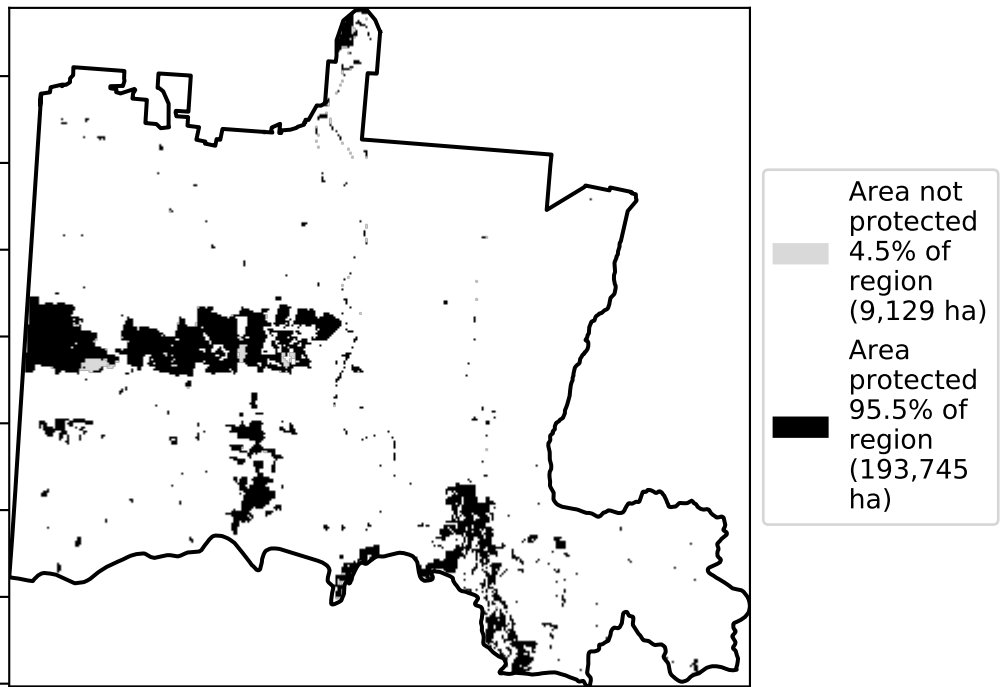 Area not
protected
4.5% of
region
(9,129 ha)
Area
protected
95.5% of
region
(193,745
ha)